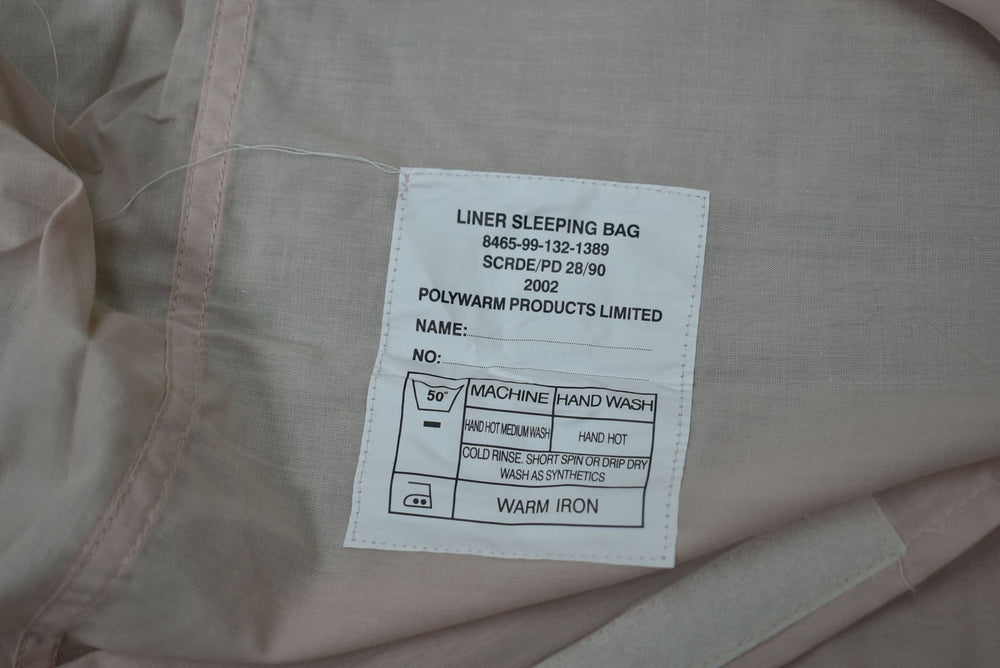 LINER SLEEPING BAG
8465-99-132-1389
SCRDE/PD 28/90
2002
POLYWARM PRODUCTS LIMITED
NAME:
NO:
50° MACHINE HAND WASH
HAND HOT MEDIUM WASH HAND HOT
COLD RINSE. SHORT SPIN OR DRIP DRY
WASH AS SYNTHETICS
WARM IRON